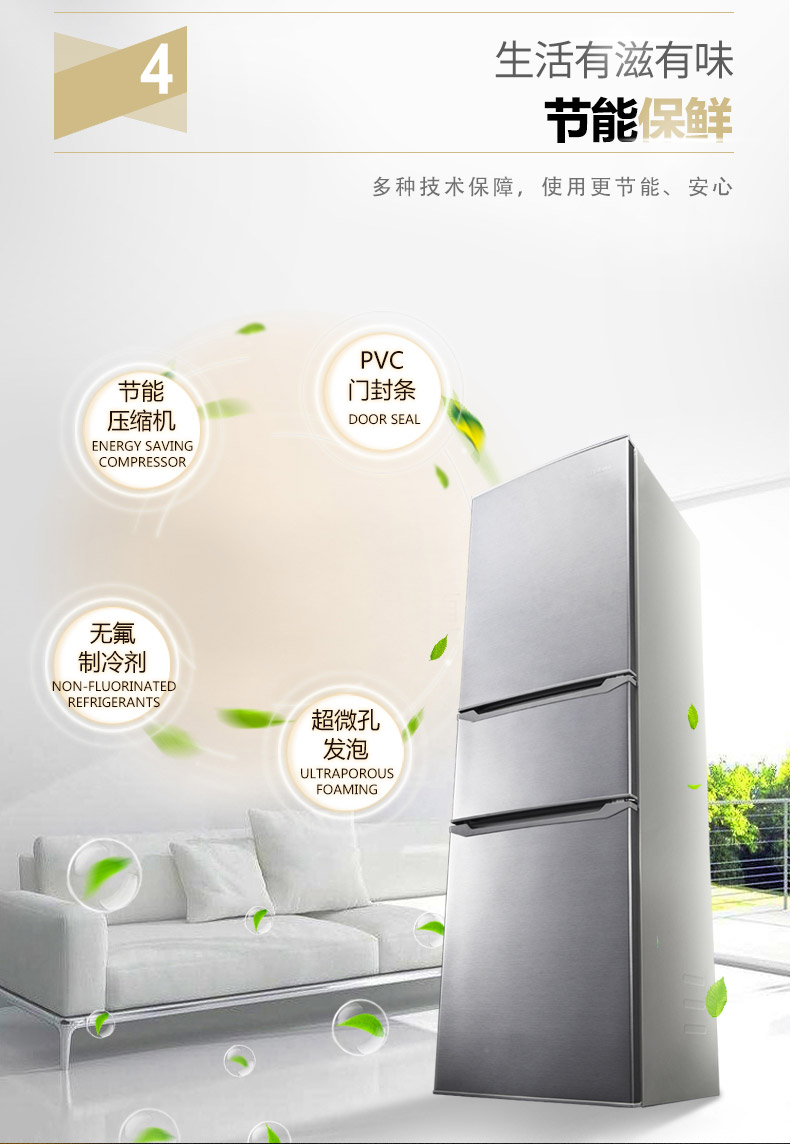 4
生活有滋有味
节能保鲜
多种技术保障，使用更节能、安心
PVC
门封条
DOOR SEAL
节能
压缩机
ENERGY SAVING
COMPRESSOR
无氟
制冷剂
NON-FLUORINATED
REFRIGERANTS
超微孔
发泡
ULTRAPOROUS
FOAMING